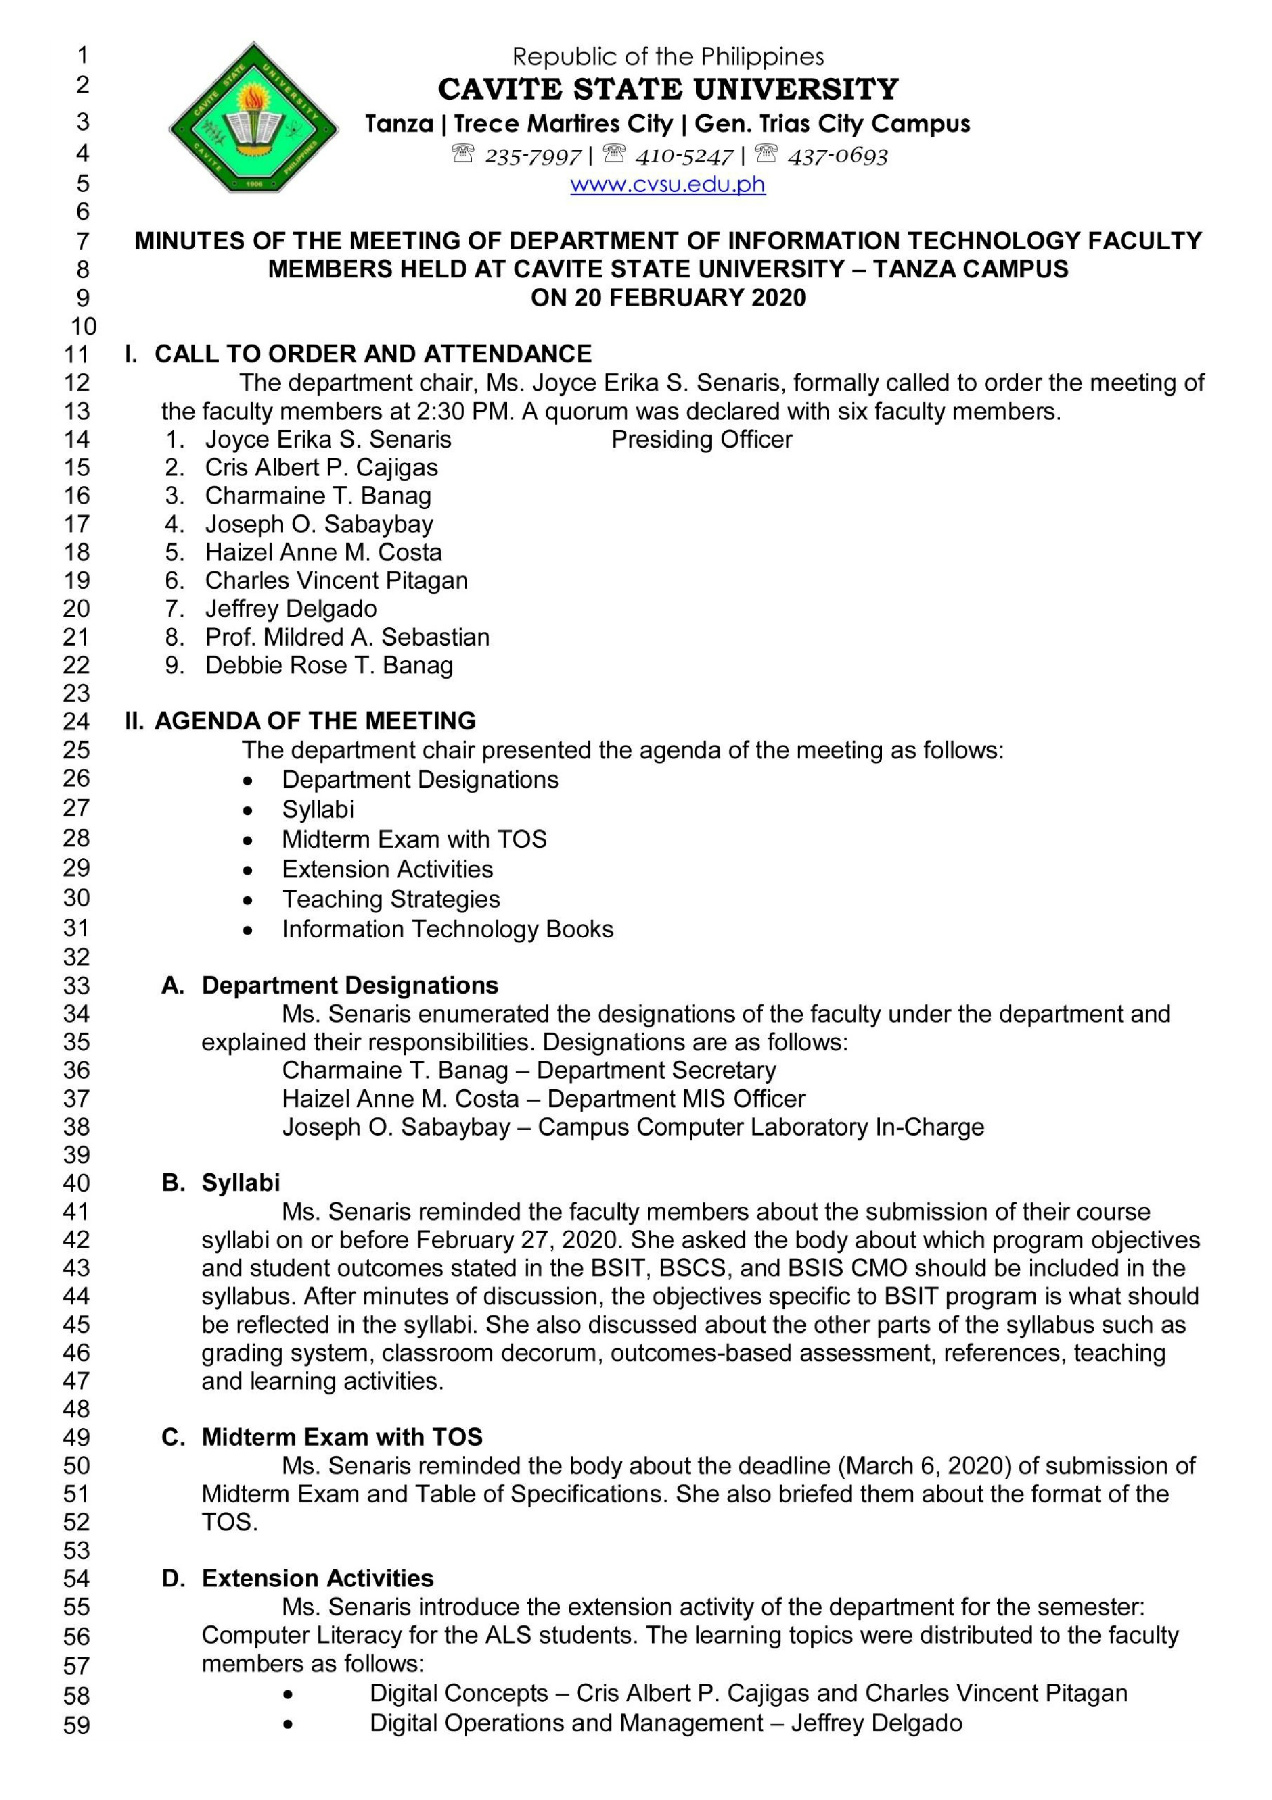 1 Republic of the Philippines
2 CAVITE STATE UNIVERSITY
3 Tanza | Trece Martires City | Gen. Trias City Campus
4 ☏ 235-7997 | ☏ 410-5247 | ☏ 437-0693
5 www.cvsu.edu.ph
CAVITE STATE UNIVERSITY
CAVITE 1906 PHILIPPINES
6
7 MINUTES OF THE MEETING OF DEPARTMENT OF INFORMATION TECHNOLOGY FACULTY
8 MEMBERS HELD AT CAVITE STATE UNIVERSITY – TANZA CAMPUS
9 ON 20 FEBRUARY 2020
10
11 I. CALL TO ORDER AND ATTENDANCE
12 The department chair, Ms. Joyce Erika S. Senaris, formally called to order the meeting of
13 the faculty members at 2:30 PM. A quorum was declared with six faculty members.
14 1. Joyce Erika S. Senaris Presiding Officer
15 2. Cris Albert P. Cajigas
16 3. Charmaine T. Banag
17 4. Joseph O. Sabaybay
18 5. Haizel Anne M. Costa
19 6. Charles Vincent Pitagan
20 7. Jeffrey Delgado
21 8. Prof. Mildred A. Sebastian
22 9. Debbie Rose T. Banag
23
24 II. AGENDA OF THE MEETING
25 The department chair presented the agenda of the meeting as follows:
26 • Department Designations
27 • Syllabi
28 • Midterm Exam with TOS
29 • Extension Activities
30 • Teaching Strategies
31 • Information Technology Books
32
33 A. Department Designations
34 Ms. Senaris enumerated the designations of the faculty under the department and
35 explained their responsibilities. Designations are as follows:
36 Charmaine T. Banag – Department Secretary
37 Haizel Anne M. Costa – Department MIS Officer
38 Joseph O. Sabaybay – Campus Computer Laboratory In-Charge
39
40 B. Syllabi
41 Ms. Senaris reminded the faculty members about the submission of their course
42 syllabi on or before February 27, 2020. She asked the body about which program objectives
43 and student outcomes stated in the BSIT, BSCS, and BSIS CMO should be included in the
44 syllabus. After minutes of discussion, the objectives specific to BSIT program is what should
45 be reflected in the syllabi. She also discussed about the other parts of the syllabus such as
46 grading system, classroom decorum, outcomes-based assessment, references, teaching
47 and learning activities.
48
49 C. Midterm Exam with TOS
50 Ms. Senaris reminded the body about the deadline (March 6, 2020) of submission of
51 Midterm Exam and Table of Specifications. She also briefed them about the format of the
52 TOS.
53
54 D. Extension Activities
55 Ms. Senaris introduce the extension activity of the department for the semester:
56 Computer Literacy for the ALS students. The learning topics were distributed to the faculty
57 members as follows:
58 • Digital Concepts – Cris Albert P. Cajigas and Charles Vincent Pitagan
59 • Digital Operations and Management – Jeffrey Delgado